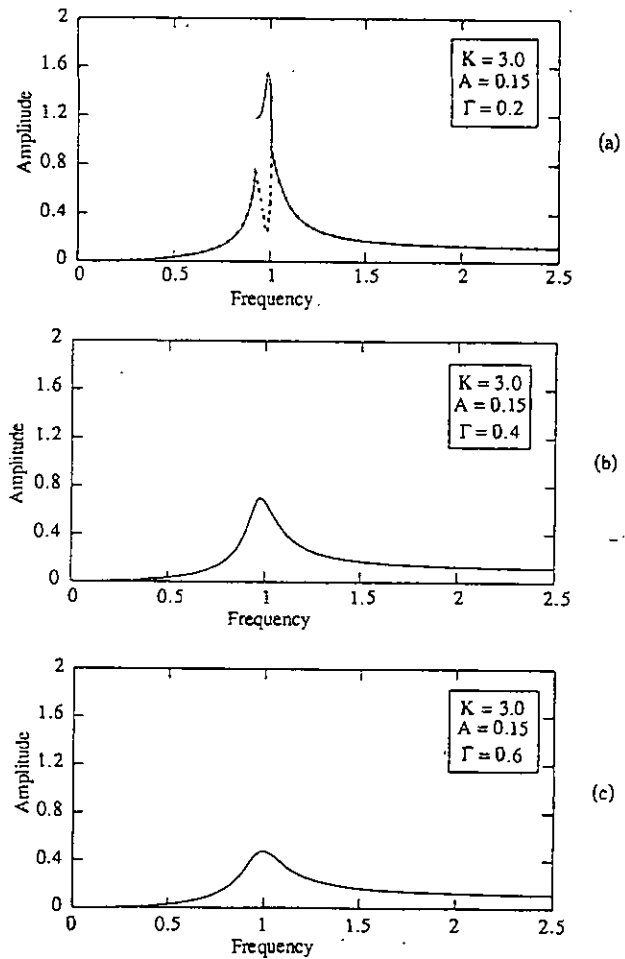 2
1.6
1.2
0.8
0.4
0
Amplitude
K = 3.0
A = 0.15
Γ = 0.2
(a)
0 0.5 1 1.5 2 2.5
Frequency
2
1.6
1.2
0.8
0.4
0
Amplitude
K = 3.0
A = 0.15
Γ = 0.4
(b)
0 0.5 1 1.5 2 2.5
Frequency
2
1.6
1.2
0.8
0.4
0
Amplitude
K = 3.0
A = 0.15
Γ = 0.6
(c)
0 0.5 1 1.5 2 2.5
Frequency